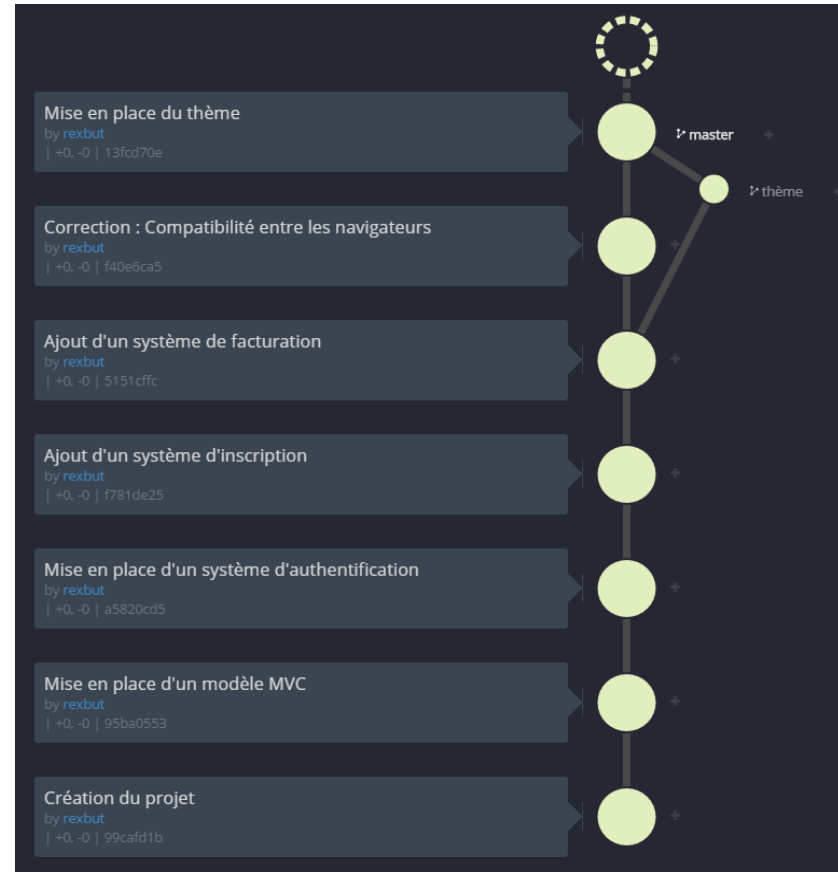 Mise en place du thème
by rexbut
| +0, -0 | 13fcd70e
master
thème
Correction : Compatibilité entre les navigateurs
by rexbut
| +0, -0 | f40e6ca5
Ajout d'un système de facturation
by rexbut
| +0, -0 | 5151cffc
Ajout d'un système d'inscription
by rexbut
| +0, -0 | f781de25
Mise en place d'un système d'authentification
by rexbut
| +0, -0 | a5820cd5
Mise en place d'un modèle MVC
by rexbut
| +0, -0 | 95ba0553
Création du projet
by rexbut
| +0, -0 | 99cafd1b